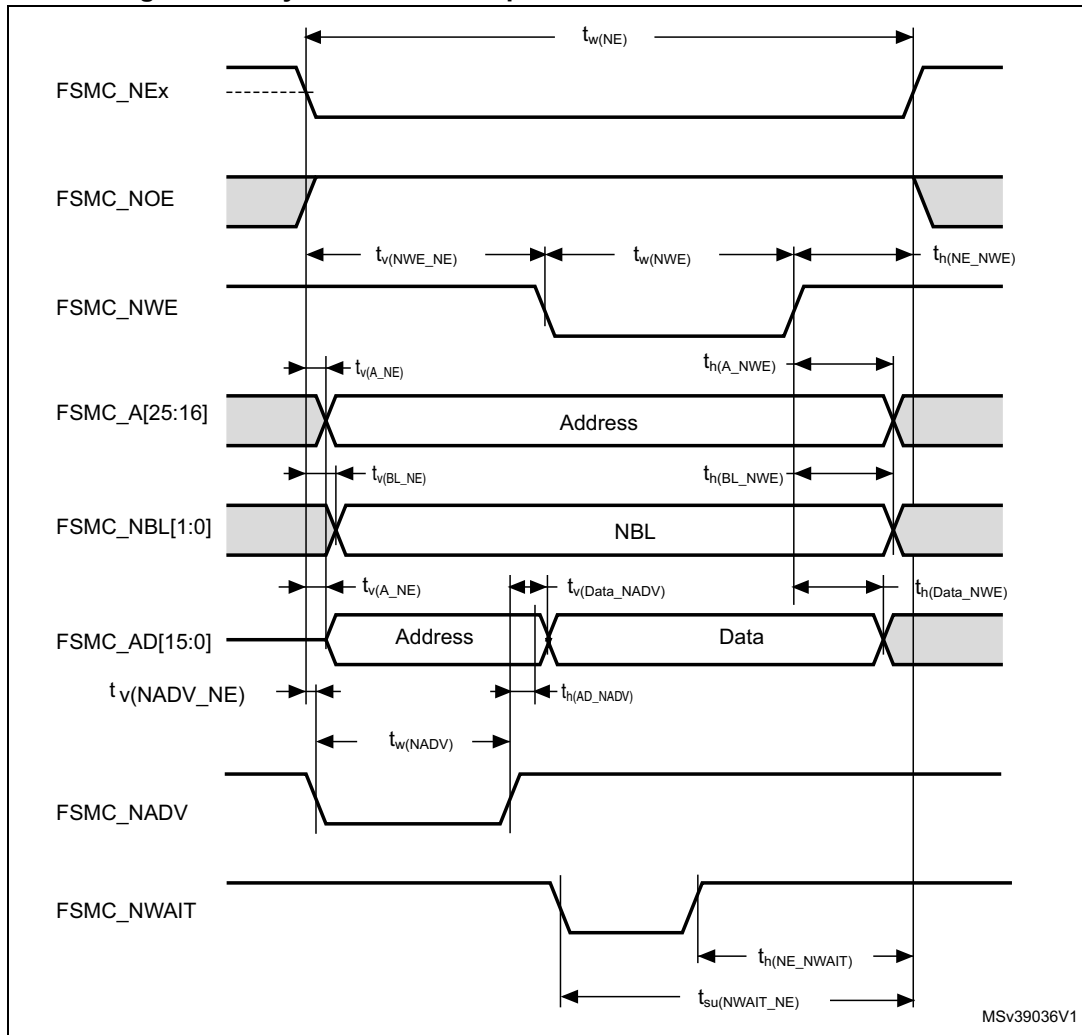 tw(NE)
FSMC_NEx
FSMC_NOE
tv(NWE_NE)
tw(NWE)
th(NE_NWE)
FSMC_NWE
tv(A_NE)
th(A_NWE)
FSMC_A[25:16]
Address
tv(BL_NE)
th(BL_NWE)
FSMC_NBL[1:0]
NBL
tv(A_NE)
tv(Data_NADV)
th(Data_NWE)
FSMC_AD[15:0]
Address
Data
t v(NADV_NE)
th(AD_NADV)
tw(NADV)
FSMC_NADV
FSMC_NWAIT
th(NE_NWAIT)
tsu(NWAIT_NE)
MSv39036V1